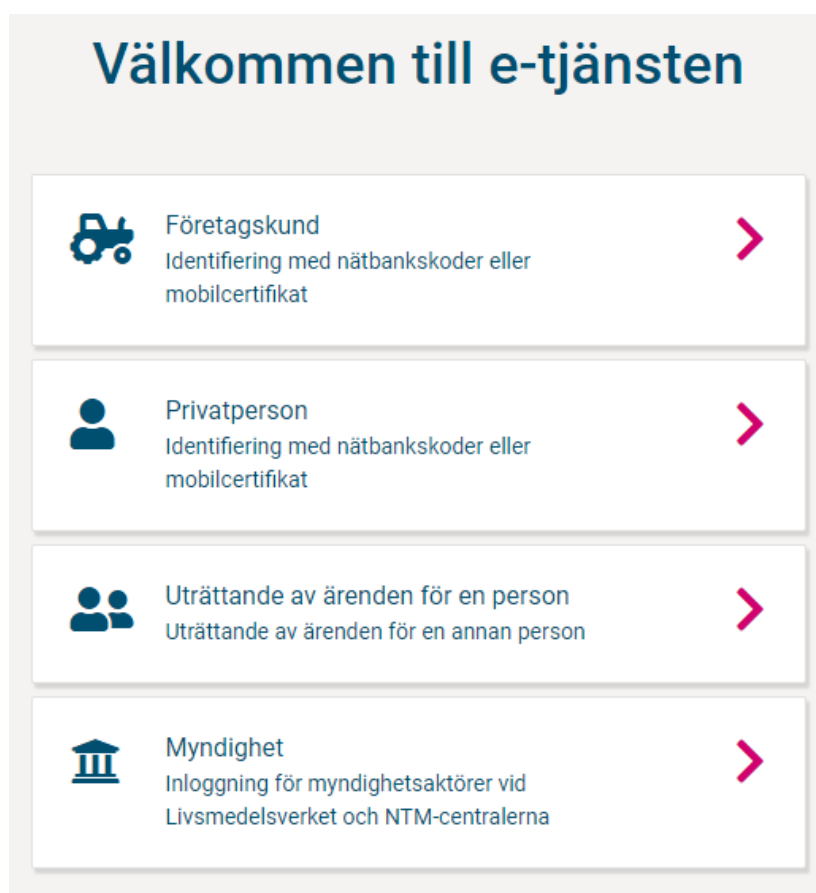 Välkommen till e-tjänsten
Företagskund
Identifiering med nätbankskoder eller
mobilcertifikat
Privatperson
Identifiering med nätbankskoder eller
mobilcertifikat
Uträttande av ärenden för en person
Uträttande av ärenden för en annan person
Myndighet
Inloggning för myndighetsaktörer vid
Livsmedelsverket och NTM-centralerna